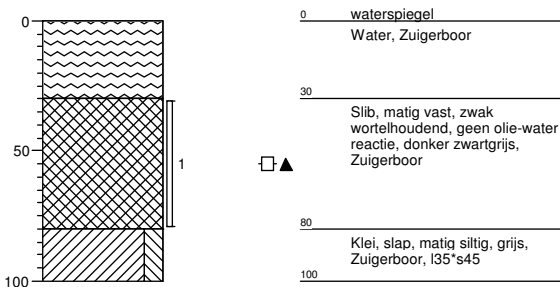 0
50
100
1
0
waterspiegel
Water, Zuigerboor
30
Slib, matig vast, zwak
wortelhoudend, geen olie-water
reactie, donker zwartgrijs,
Zuigerboor
80
Klei, slap, matig siltig, grijs,
Zuigerboor, l35*s45
100